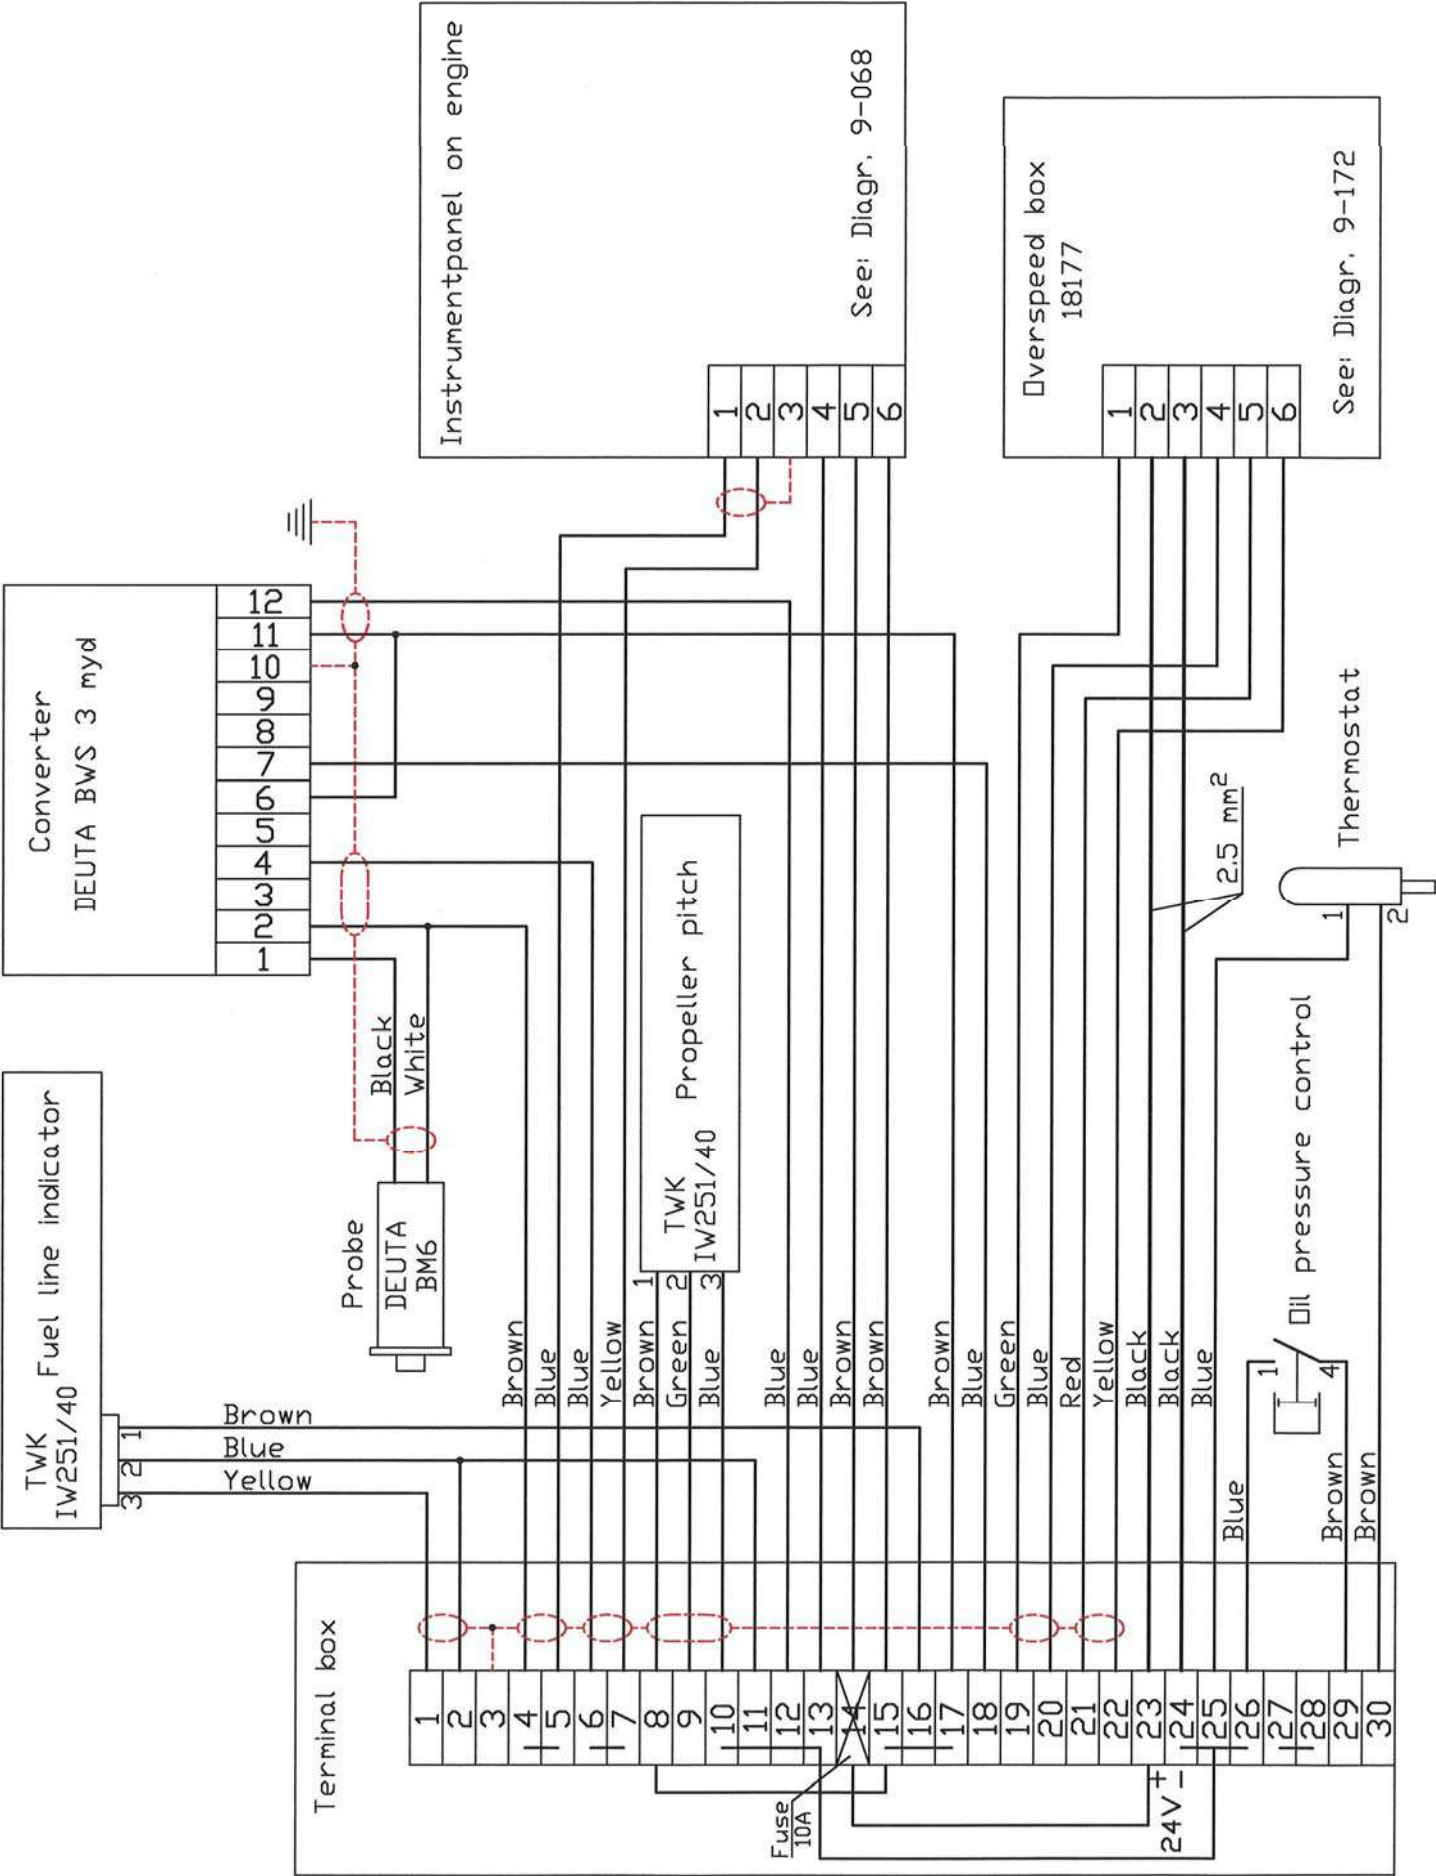 TWK
IW251/40
Fuel line indicator
1
2
3
Brown
Blue
Yellow
Converter
DEUTA BWS 3 myd
1
2
3
4
5
6
7
8
9
10
11
12
Probe
DEUTA
BM6
Black
White
Instrumentpanel on engine
See: Diagr. 9-068
1
2
3
4
5
6
TWK
IW251/40
Propeller pitch
1
2
3
Overspeed box
18177
See: Diagr. 9-172
1
2
3
4
5
6
2.5 mm²
Thermostat
1
2
Oil pressure control
1
4
Brown
Blue
Blue
Yellow
Brown
Green
Blue
Blue
Blue
Brown
Brown
Brown
Blue
Green
Blue
Red
Yellow
Black
Black
Blue
Blue
Brown
Brown
Terminal box
1
2
3
4
5
6
7
8
9
10
11
12
13
14
15
16
17
18
19
20
21
22
23
24
25
26
27
28
29
30
Fuse
10A
24V + -